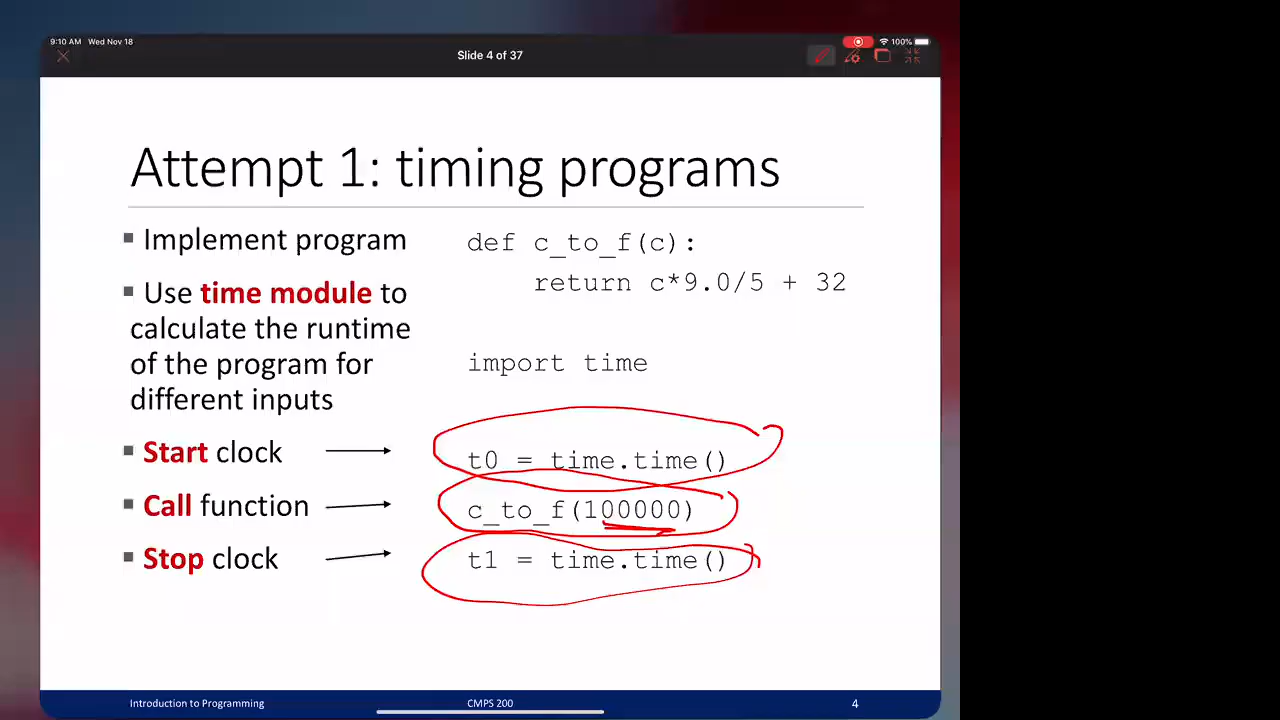 9:10 AM Wed Nov 18
100%
Slide 4 of 37
Attempt 1: timing programs
▪ Implement program
▪ Use time module to
calculate the runtime
of the program for
different inputs
▪ Start clock
▪ Call function
▪ Stop clock
def c_to_f(c):
    return c*9.0/5 + 32
import time
t0 = time.time()
c_to_f(100000)
t1 = time.time()
Introduction to Programming
CMPS 200
4